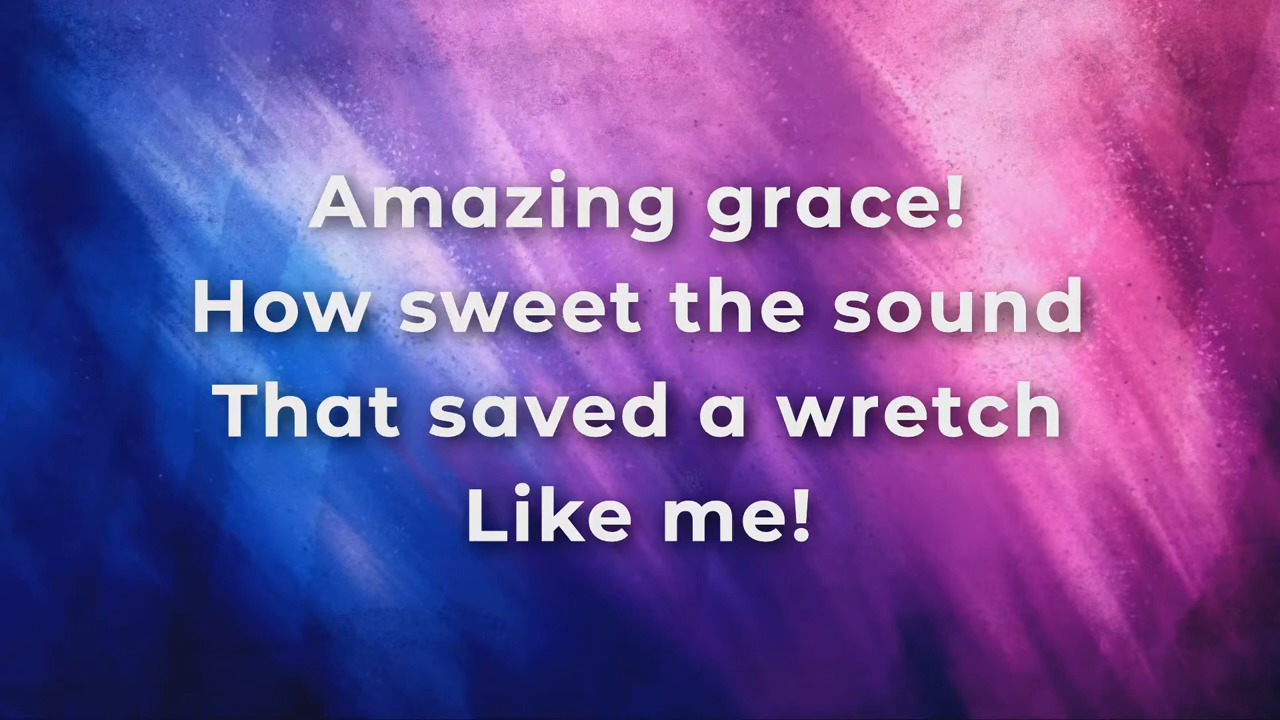 Amazing grace!
How sweet the sound
That saved a wretch
Like me!